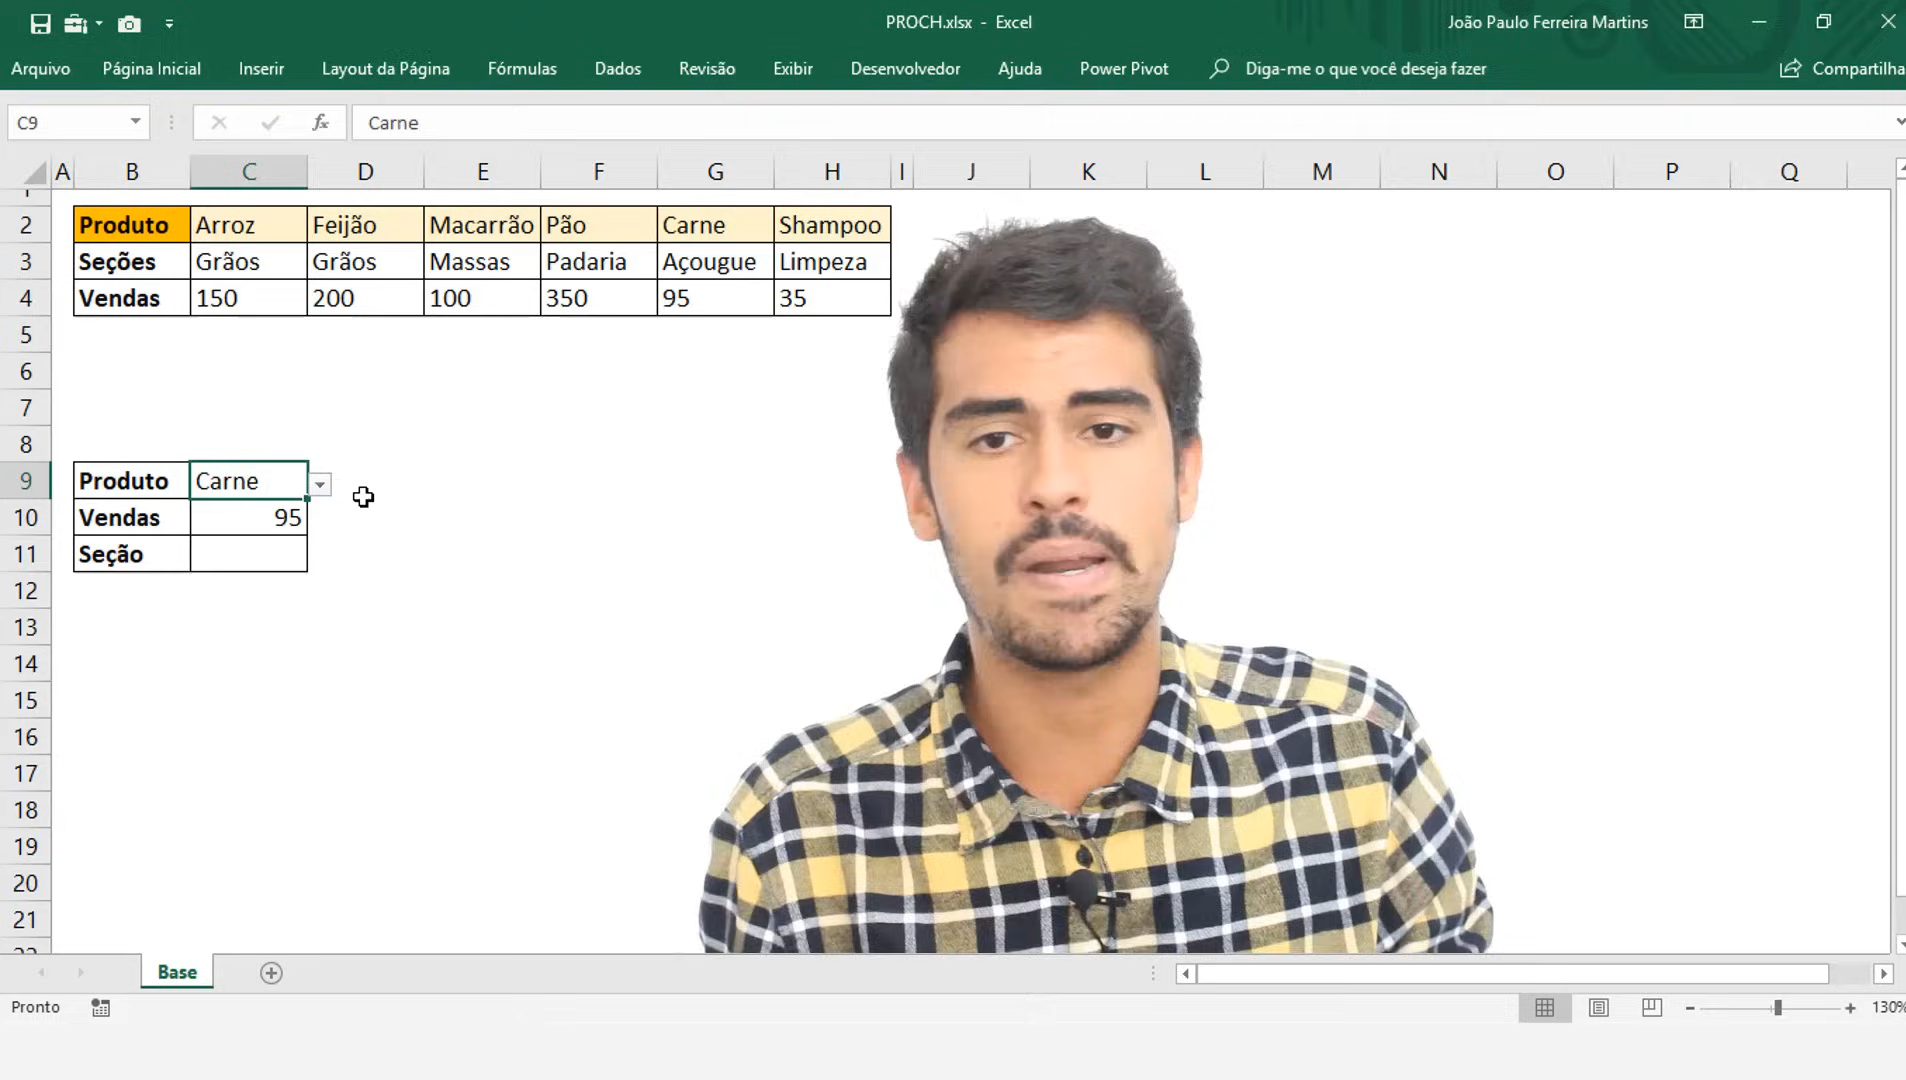 PROCH.xlsx - Excel
João Paulo Ferreira Martins
Arquivo Página Inicial Inserir Layout da Página Fórmulas Dados Revisão Exibir Desenvolvedor Ajuda Power Pivot Diga-me o que você deseja fazer Compartilha
C9 fx Carne
A B C D E F G H I J K L M N O P Q
2 Produto Arroz Feijão Macarrão Pão Carne Shampoo
3 Seções Grãos Grãos Massas Padaria Açougue Limpeza
4 Vendas 150 200 100 350 95 35
5
6
7
8
9 Produto Carne
10 Vendas 95
11 Seção
12
13
14
15
16
17
18
19
20
21
Base
Pronto 130%